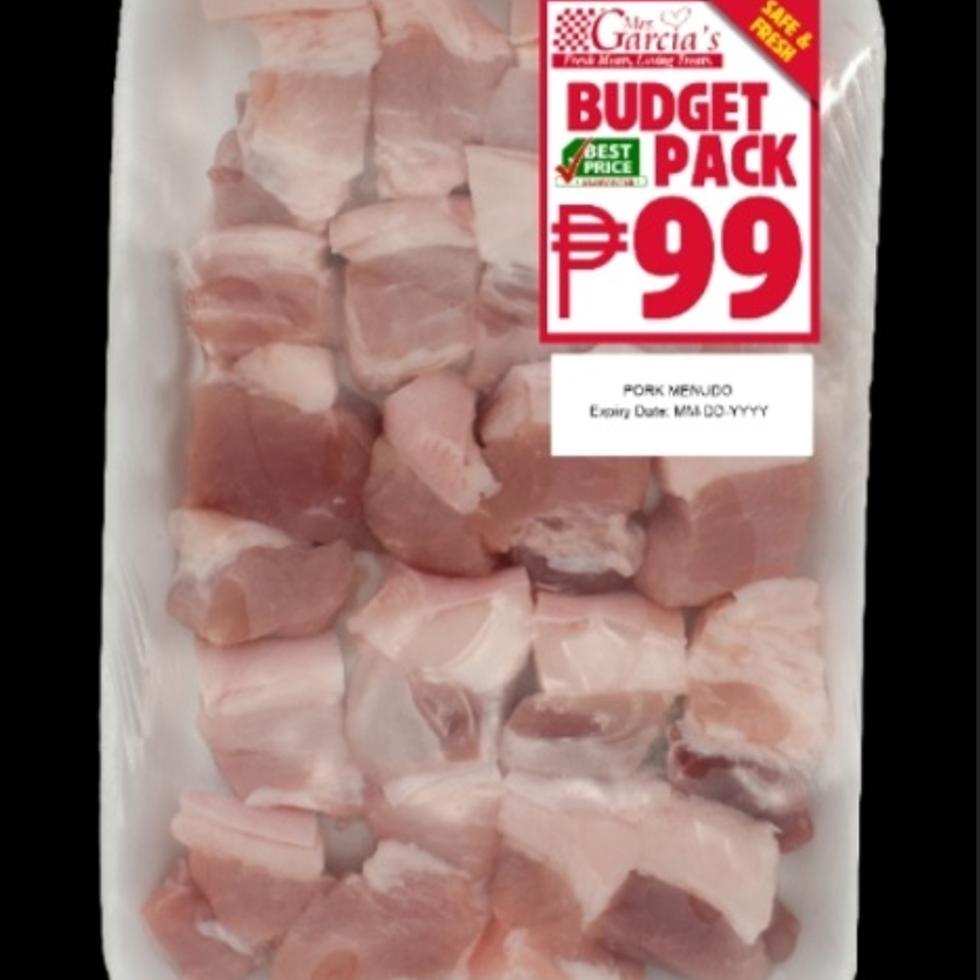 Mrs.
Garcia's
Fresh Meats, Loving Treats.
SAFE &
FRESH
BUDGET
BEST
PRICE
PACK
₱99
PORK MENUDO
Expiry Date: MM-DD-YYYY